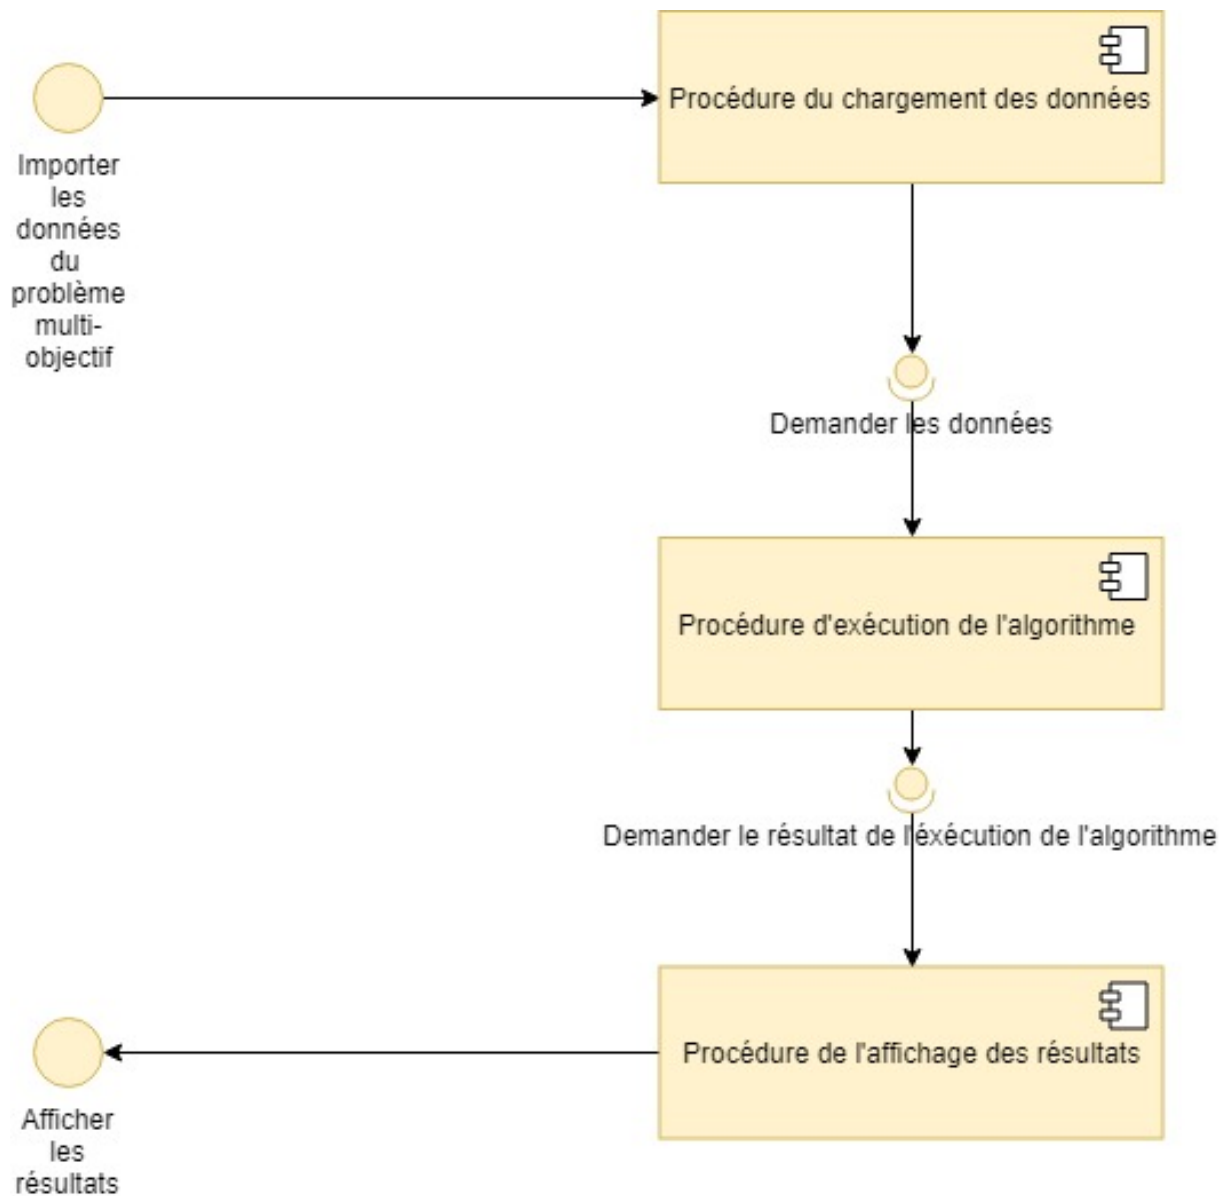 Procédure du chargement des données
Importer
les
données
du
problème
multi-
objectif
Demander les données
Procédure d'exécution de l'algorithme
Demander le résultat de l'éxécution de l'algorithme
Procédure de l'affichage des résultats
Afficher
les
résultats